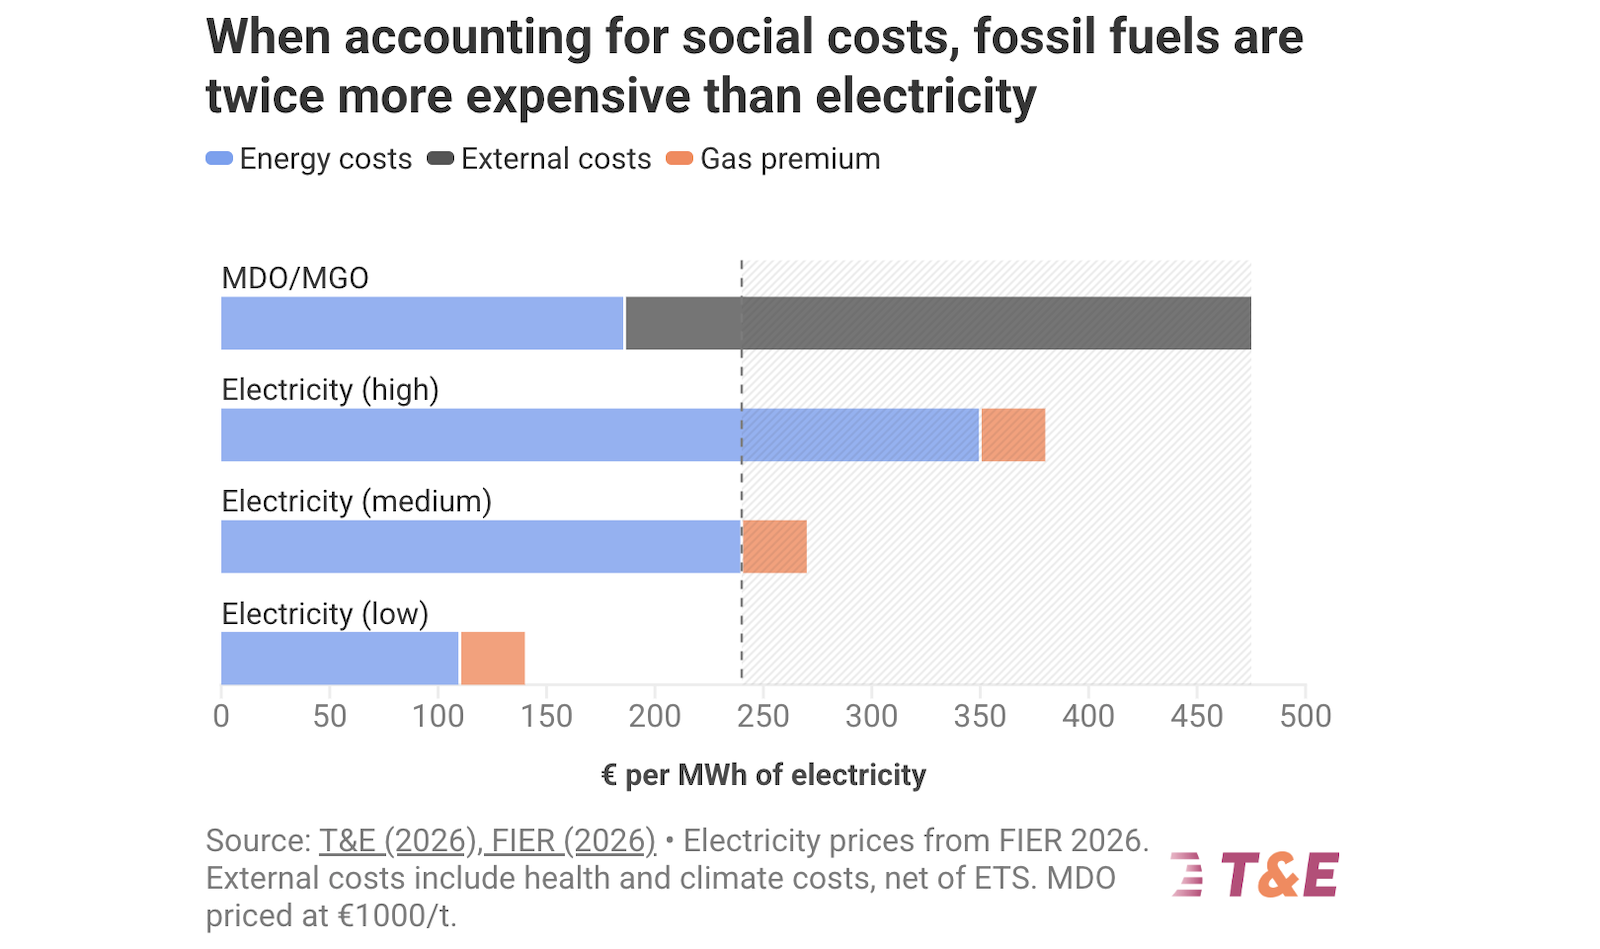 When accounting for social costs, fossil fuels are
twice more expensive than electricity
Energy costs External costs Gas premium
MDO/MGO
Electricity (high)
Electricity (medium)
Electricity (low)
0 50 100 150 200 250 300 350 400 450 500
€ per MWh of electricity
Source: T&E (2026), FIER (2026) • Electricity prices from FIER 2026.
External costs include health and climate costs, net of ETS. MDO
priced at €1000/t.
T&E